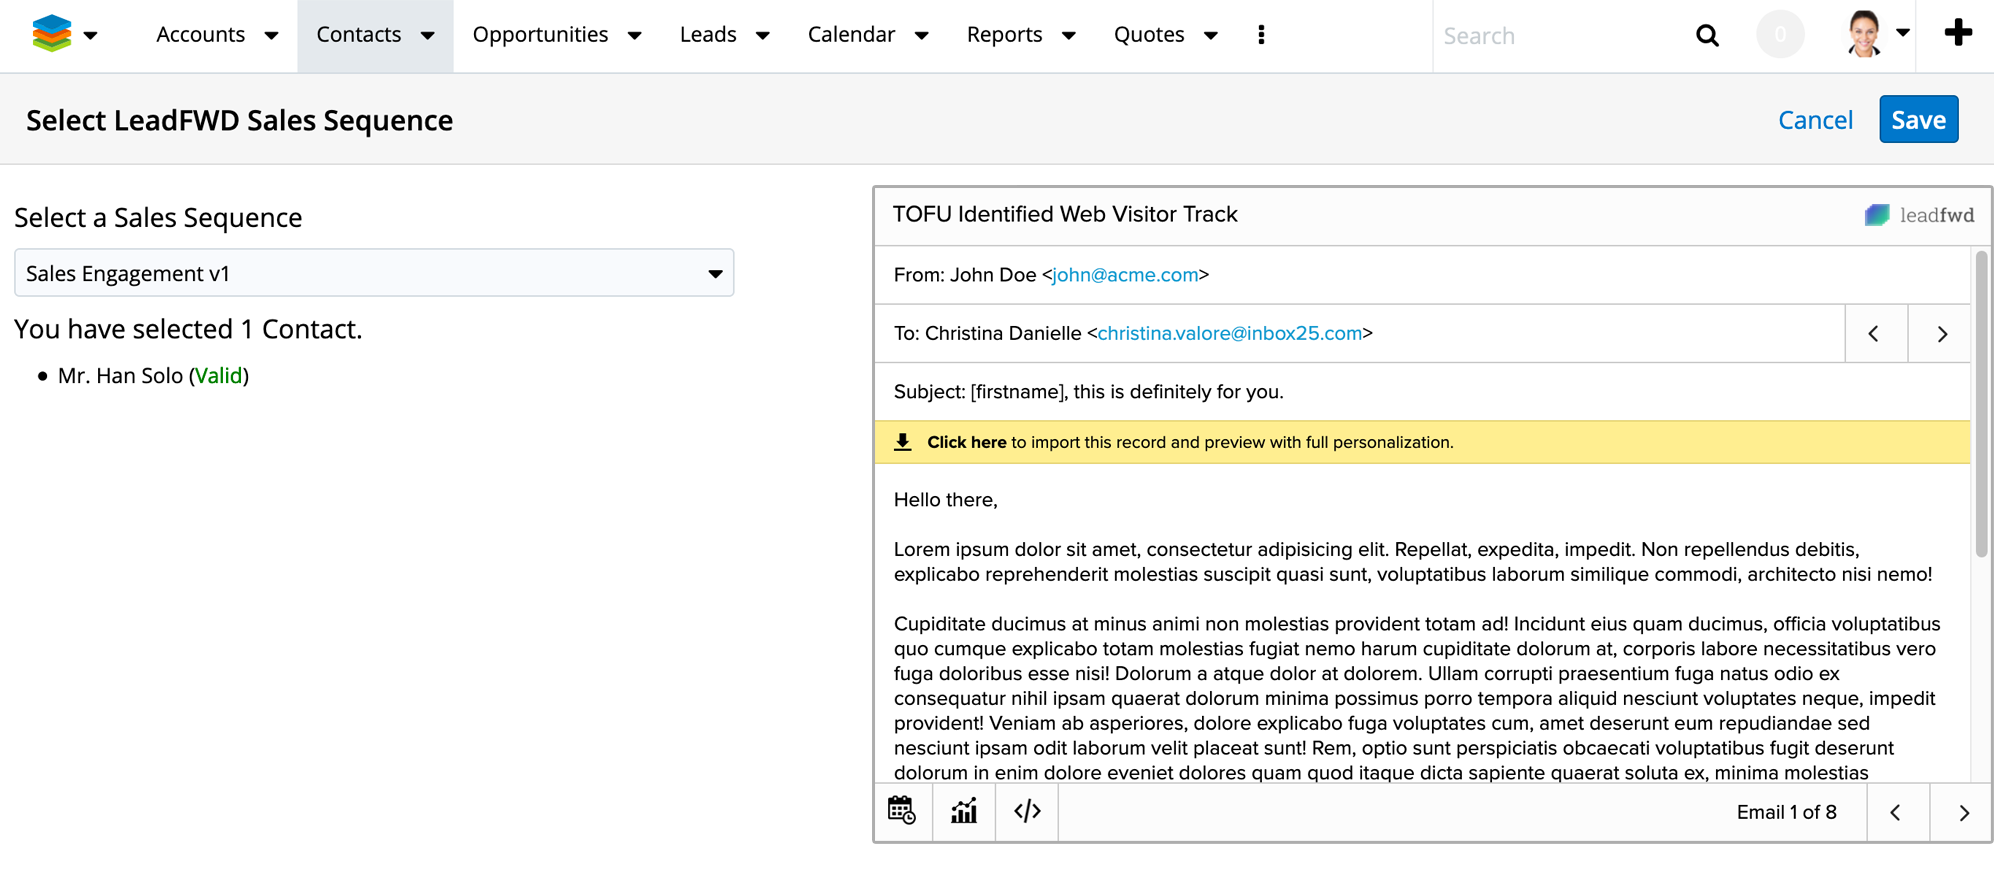 Accounts Contacts Opportunities Leads Calendar Reports Quotes Search 0
Select LeadFWD Sales Sequence Cancel Save
Select a Sales Sequence
Sales Engagement v1
You have selected 1 Contact.
Mr. Han Solo (Valid)
TOFU Identified Web Visitor Track leadfwd
From: John Doe <john@acme.com>
To: Christina Danielle <christina.valore@inbox25.com>
Subject: [firstname], this is definitely for you.
Click here to import this record and preview with full personalization.
Hello there,
Lorem ipsum dolor sit amet, consectetur adipisicing elit. Repellat, expedita, impedit. Non repellendus debitis,
explicabo reprehenderit molestias suscipit quasi sunt, voluptatibus laborum similique commodi, architecto nisi nemo!
Cupiditate ducimus at minus animi non molestias provident totam ad! Incidunt eius quam ducimus, officia voluptatibus
quo cumque explicabo totam molestias fugiat nemo harum cupiditate dolorum at, corporis labore necessitatibus vero
fuga doloribus esse nisi! Dolorum a atque dolor at dolorem. Ullam corrupti praesentium fuga natus odio ex
consequatur nihil ipsam quaerat dolorum minima possimus porro tempora aliquid nesciunt voluptates neque, impedit
provident! Veniam ab asperiores, dolore explicabo fuga voluptates cum, amet deserunt eum repudiandae sed
nesciunt ipsam odit laborum velit placeat sunt! Rem, optio sunt perspiciatis obcaecati voluptatibus fugit deserunt
dolorum in enim dolore eveniet dolores quam quod itaque dicta sapiente quaerat soluta ex, minima molestias
Email 1 of 8